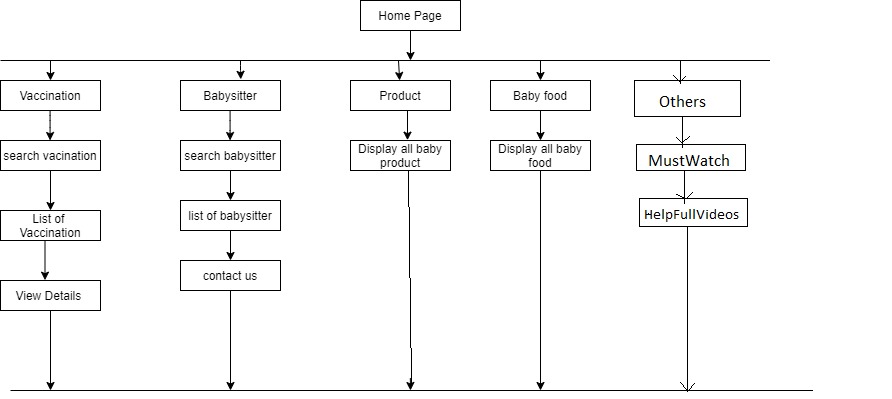 Home Page
Vaccination
Babysitter
Product
Baby food
Others
search vacination
search babysitter
Display all baby
product
Display all baby
food
MustWatch
List of
Vaccination
list of babysitter
HelpFullVideos
View Details
contact us